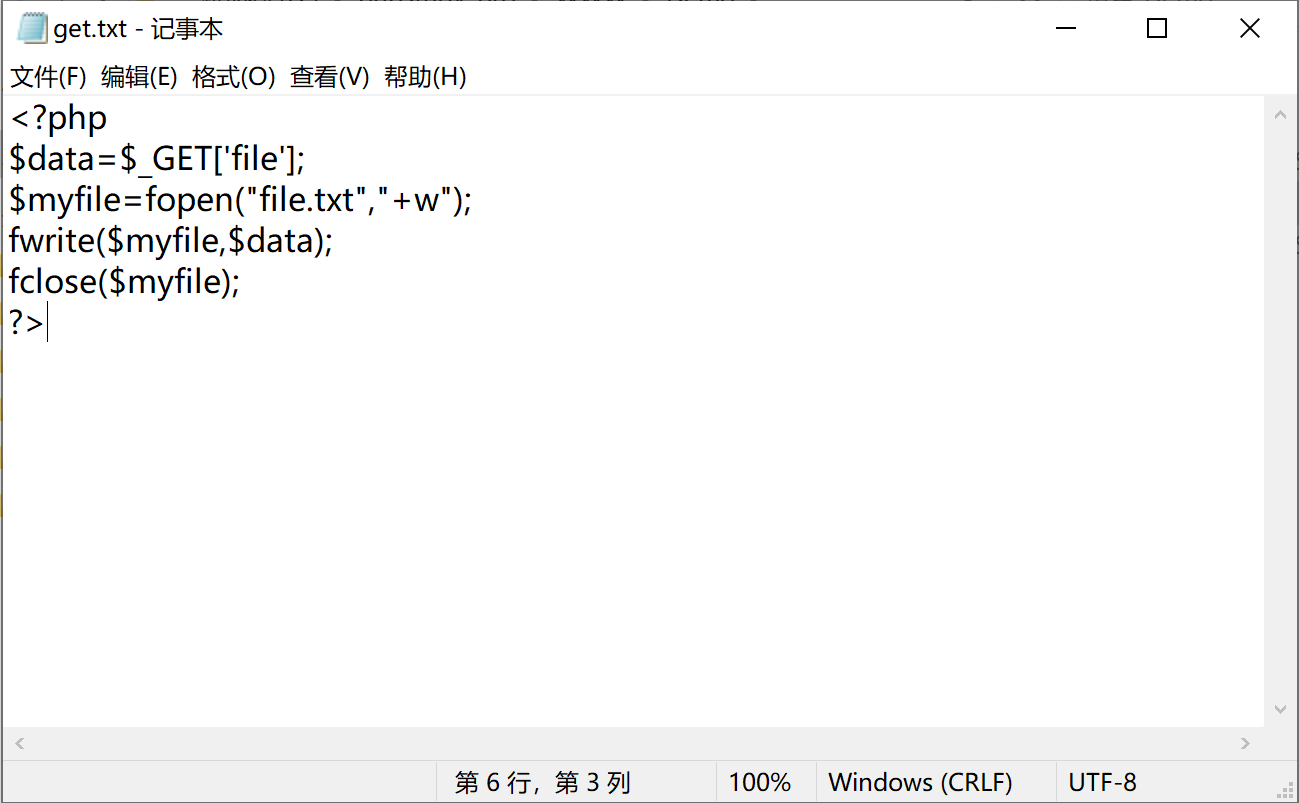 get.txt - 记事本
文件(F) 编辑(E) 格式(O) 查看(V) 帮助(H)
<?php
$data=$_GET['file'];
$myfile=fopen("file.txt","+w");
fwrite($myfile,$data);
fclose($myfile);
?>
第 6 行，第 3 列 100% Windows (CRLF) UTF-8